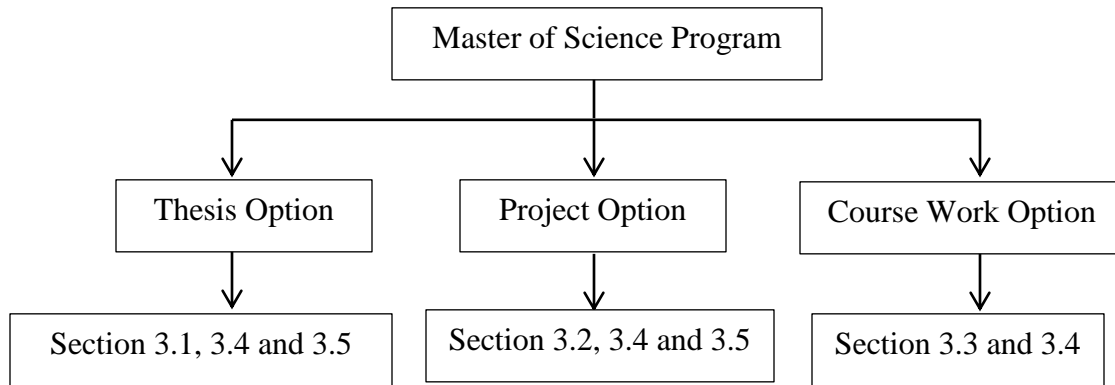 Master of Science Program
Thesis Option
Project Option
Course Work Option
Section 3.1, 3.4 and 3.5
Section 3.2, 3.4 and 3.5
Section 3.3 and 3.4